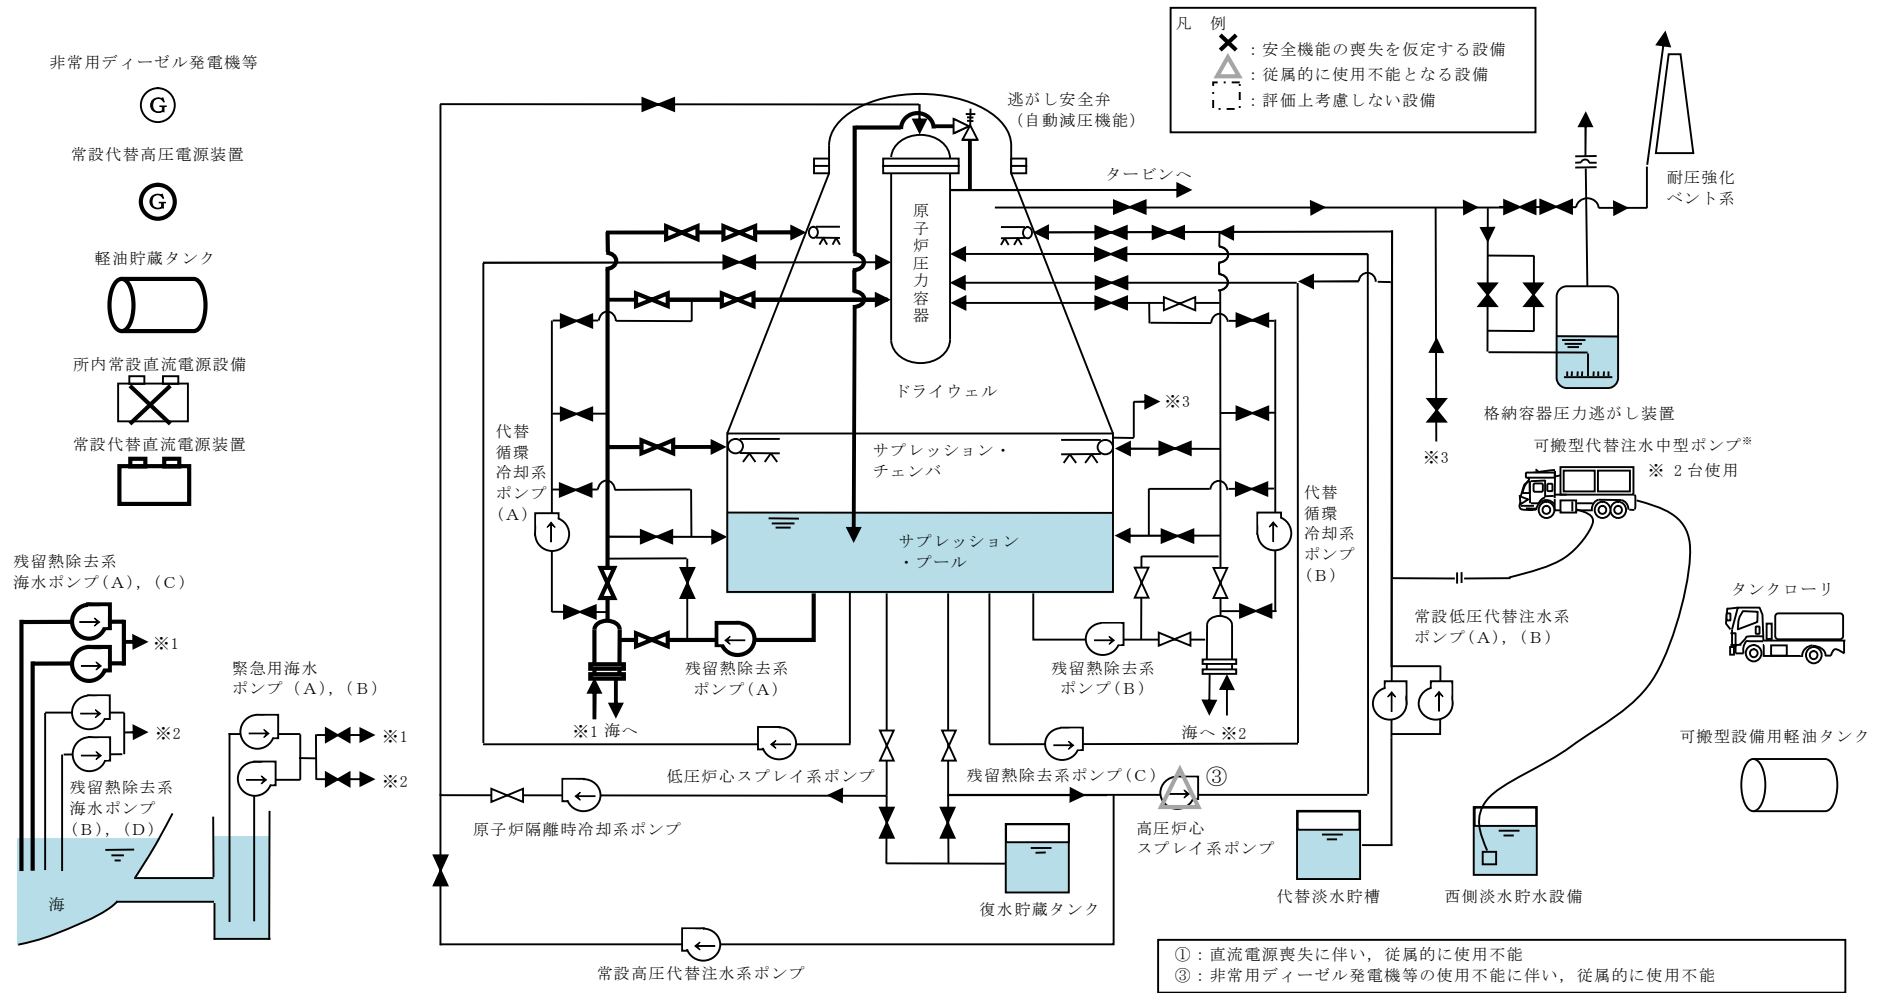 凡　例
：安全機能の喪失を仮定する設備
：従属的に使用不能となる設備
：評価上考慮しない設備
非常用ディーゼル発電機等
G
常設代替高圧電源装置
G
軽油貯蔵タンク
所内常設直流電源設備
常設代替直流電源装置
逃がし安全弁
（自動減圧機能）
タービンへ
原子炉圧力容器
耐圧強化
ベント系
ドライウェル
※3
サプレッション・
チェンバ
サプレッション
・プール
代替
循環
冷却系
ポンプ
（A）
代替
循環
冷却系
ポンプ
（B）
格納容器圧力逃がし装置
※3
可搬型代替注水中型ポンプ※
※ 2台使用
残留熱除去系
海水ポンプ（A），（C）
※1
緊急用海水
ポンプ（A），（B）
※2
※1
※2
残留熱除去系
海水ポンプ
（B），（D）
海
残留熱除去系
ポンプ（A）
※1 海へ
残留熱除去系
ポンプ（B）
海へ ※2
常設低圧代替注水系
ポンプ（A），（B）
タンクローリ
可搬型設備用軽油タンク
低圧炉心スプレイ系ポンプ
残留熱除去系ポンプ（C）
③
原子炉隔離時冷却系ポンプ
高圧炉心
スプレイ系ポンプ
復水貯蔵タンク
代替淡水貯槽
西側淡水貯水設備
常設高圧代替注水系ポンプ
①：直流電源喪失に伴い，従属的に使用不能
③：非常用ディーゼル発電機等の使用不能に伴い，従属的に使用不能